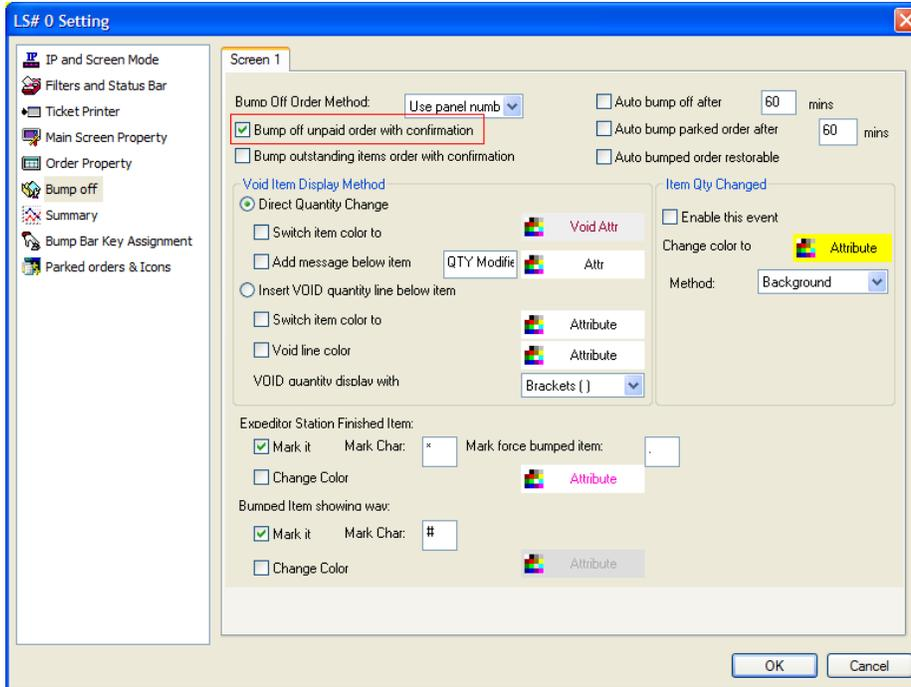 LS# 0 Setting
IP and Screen Mode
Filters and Status Bar
Ticket Printer
Main Screen Property
Order Property
Bump off
Summary
Bump Bar Key Assignment
Parked orders & Icons
Screen 1
Bump Off Order Method: Use panel numb
Auto bump off after 60 mins
Bump off unpaid order with confirmation
Auto bump parked order after 60 mins
Bump outstanding items order with confirmation
Auto bumped order restorable
Void Item Display Method
Direct Quantity Change
Switch item color to Void Attr
Add message below item QTY Modifie Attr
Insert VOID quantity line below item
Switch item color to Attribute
Void line color Attribute
VOID quantity display with Brackets ( )
Item Qty Changed
Enable this event
Change color to Attribute
Method: Background
Expeditor Station Finished Item:
Mark it Mark Char: × Mark force bumped item: .
Change Color Attribute
Bumped Item showing way:
Mark it Mark Char: #
Change Color Attribute
OK Cancel